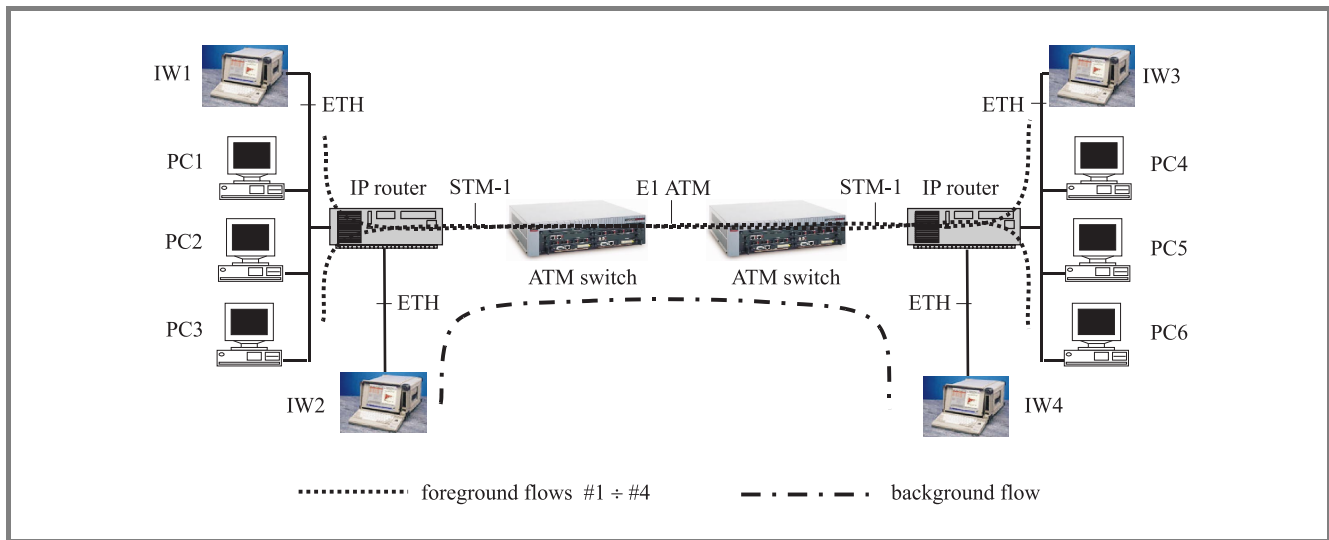 IW1
ETH
PC1
IP router
STM-1
E1 ATM
STM-1
IP router
ETH
IW3
PC4
PC2
PC5
ATM switch
ATM switch
PC3
ETH
ETH
PC6
IW2
IW4
foreground flows #1 ÷ #4
background flow